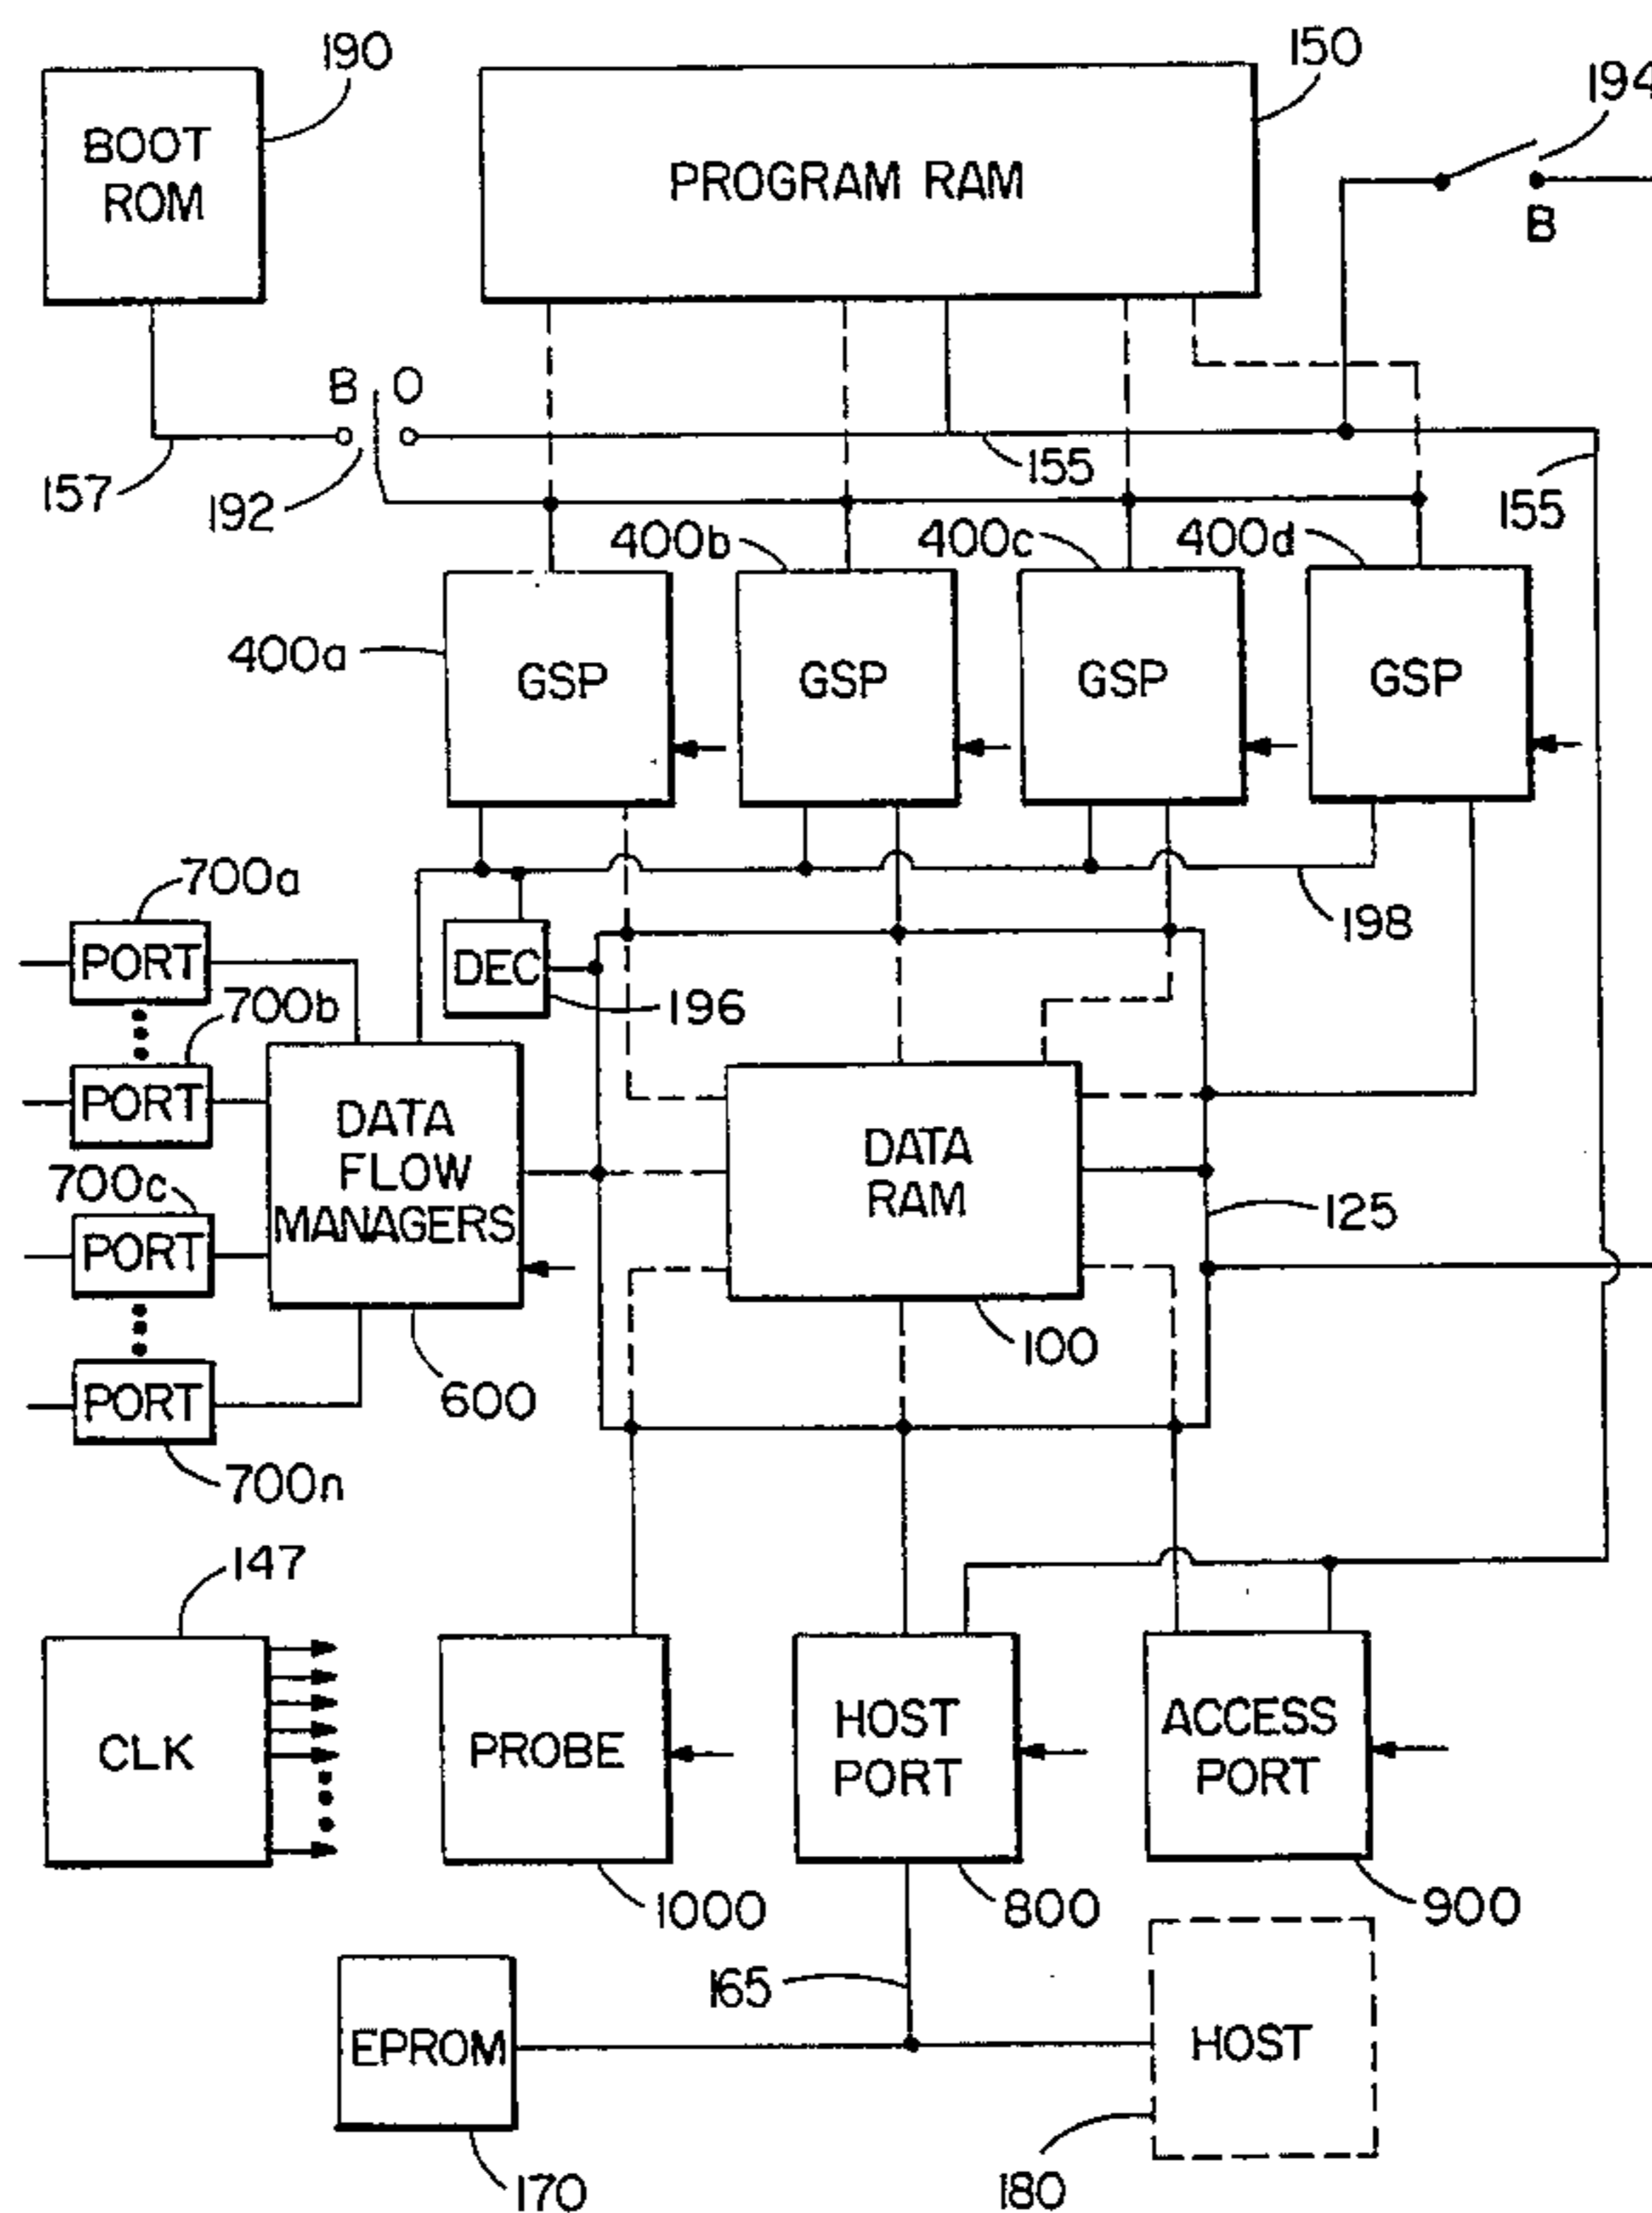 190
150
194
BOOT
ROM
PROGRAM RAM
B
B
O
157
192
155
155
400b
400c
400d
400a
GSP
GSP
GSP
GSP
700a
198
PORT
DEC
700b
196
PORT
DATA
FLOW
MANAGERS
DATA
RAM
700c
125
PORT
100
PORT
600
700n
147
CLK
PROBE
HOST
PORT
ACCESS
PORT
1000
800
900
165
EPROM
HOST
170
180